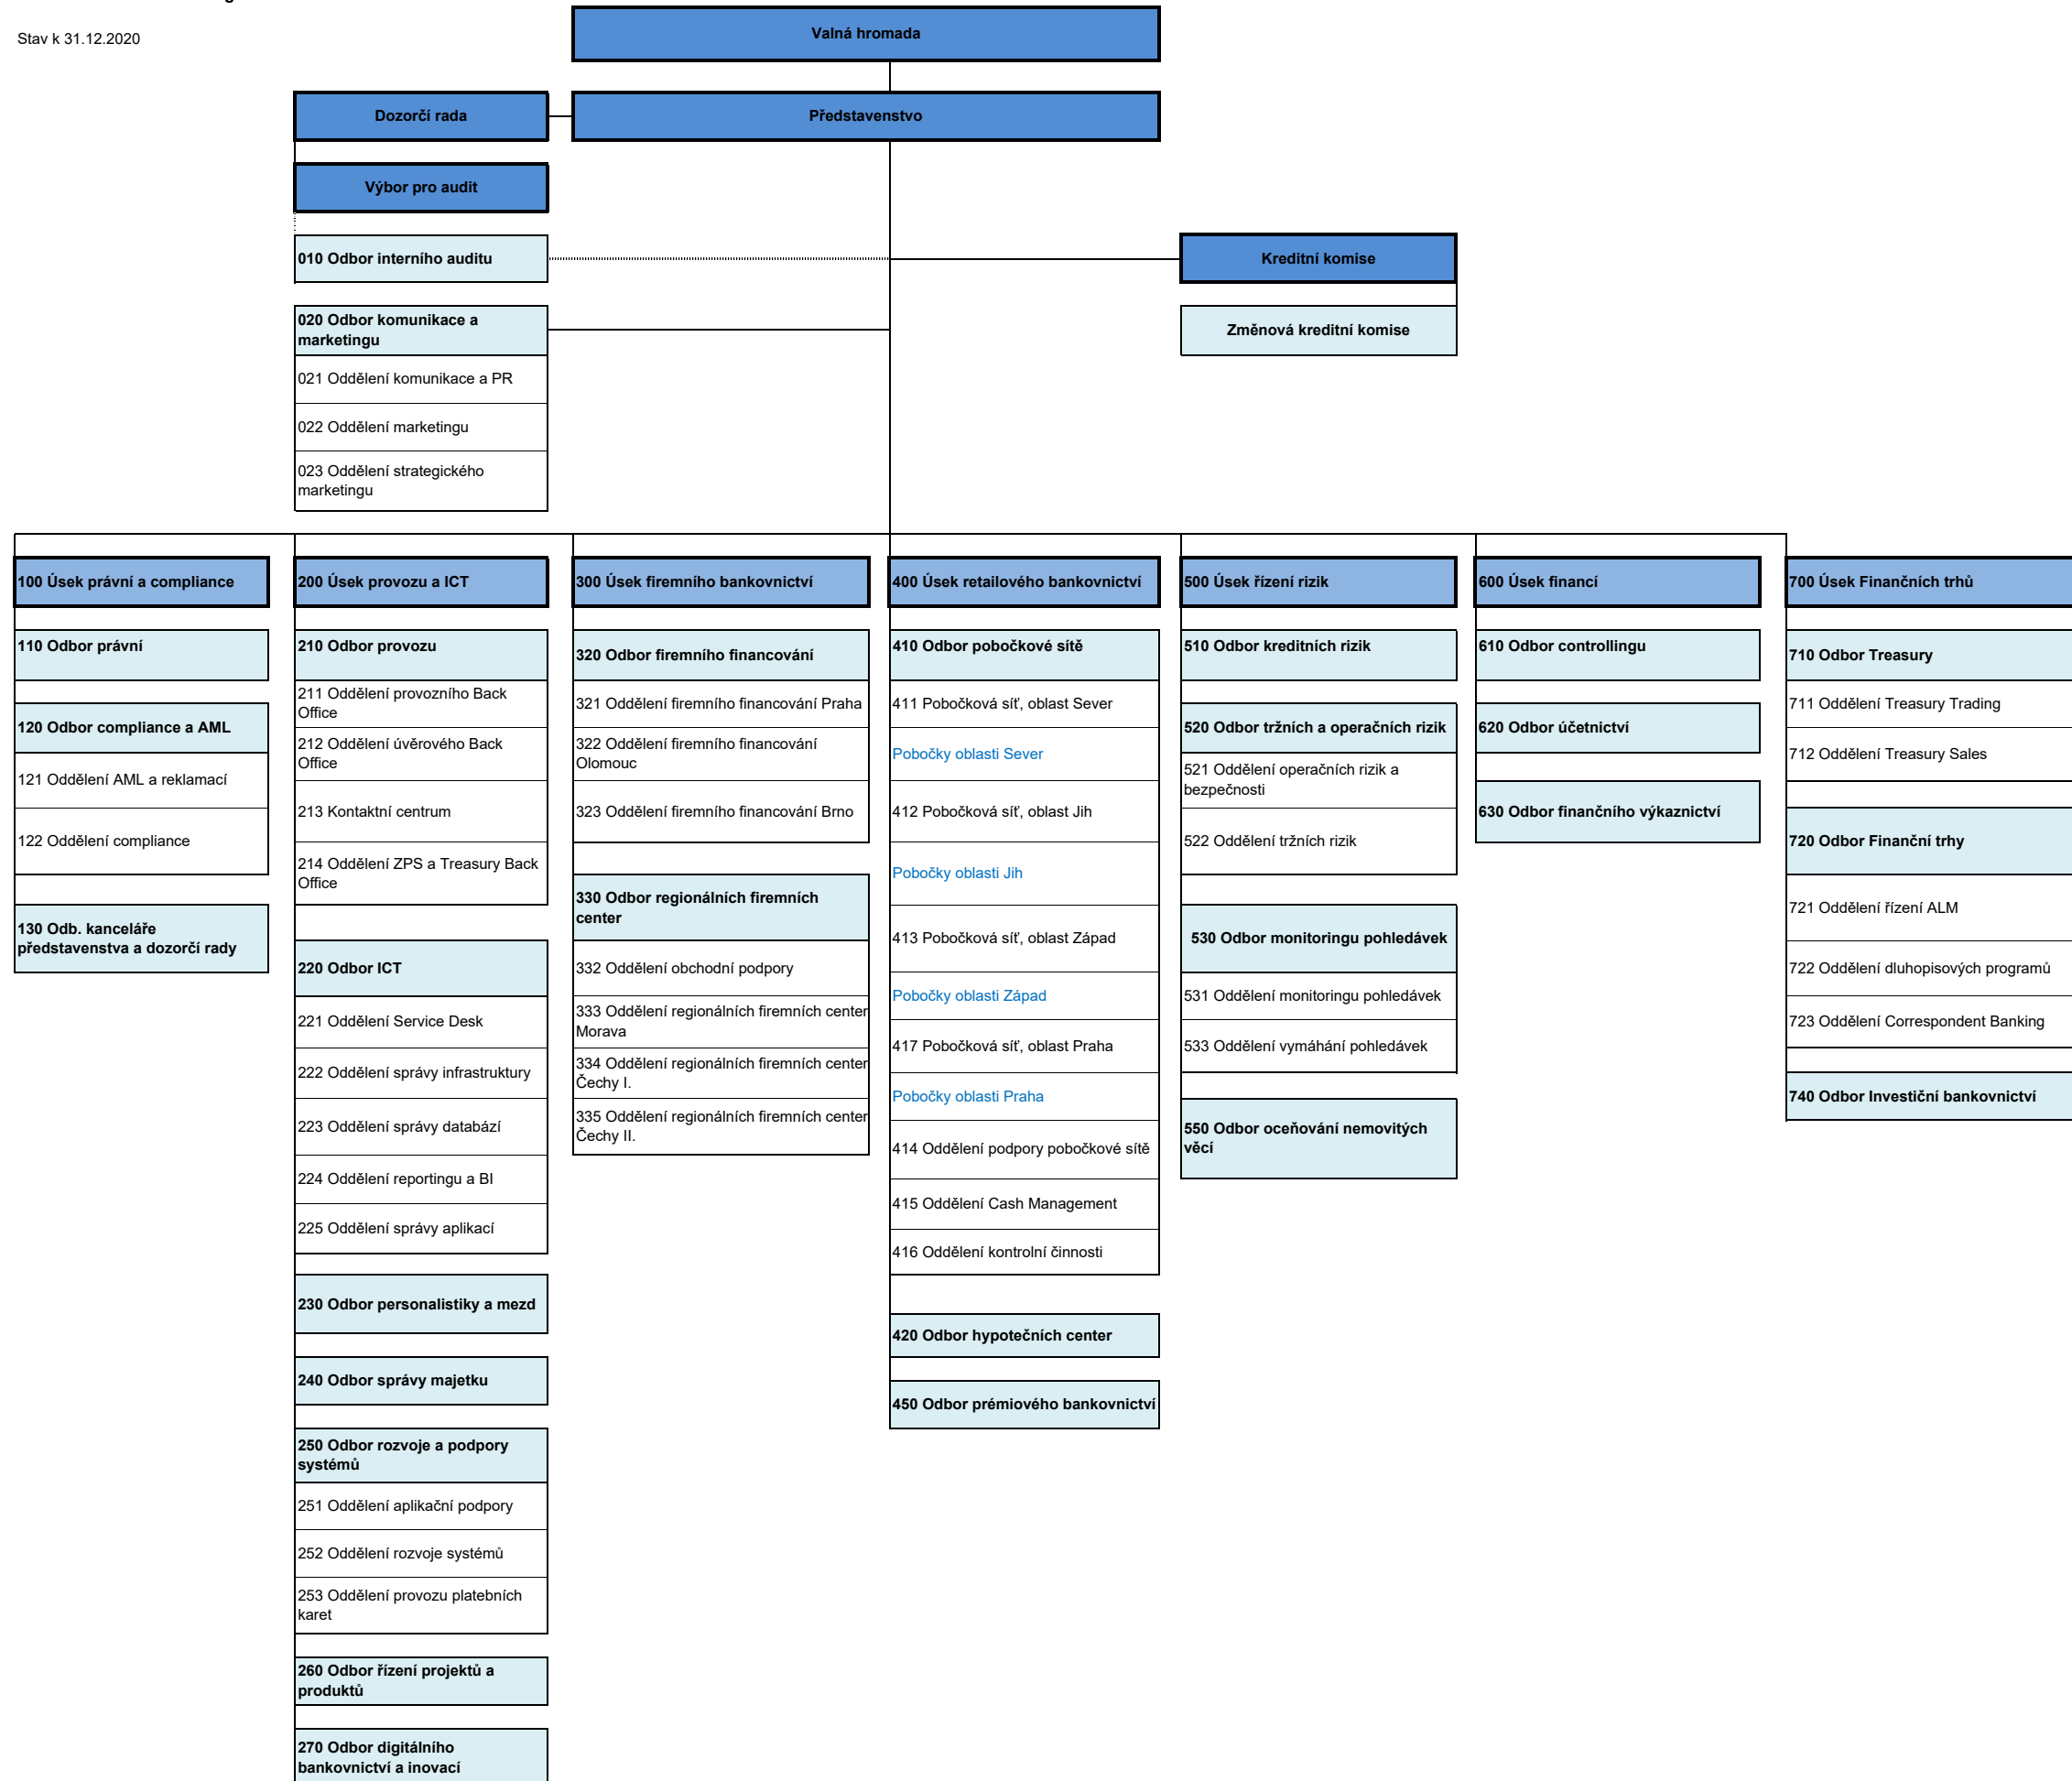 Stav k 31.12.2020
Valná hromada
Dozorčí rada
Představenstvo
Výbor pro audit
010 Odbor interního auditu
Kreditní komise
020 Odbor komunikace a
marketingu
Změnová kreditní komise
021 Oddělení komunikace a PR
022 Oddělení marketingu
023 Oddělení strategického
marketingu
100 Úsek právní a compliance
110 Odbor právní
120 Odbor compliance a AML
121 Oddělení AML a reklamací
122 Oddělení compliance
130 Odb. kanceláře
představenstva a dozorčí rady
200 Úsek provozu a ICT
210 Odbor provozu
211 Oddělení provozního Back
Office
212 Oddělení úvěrového Back
Office
213 Kontaktní centrum
214 Oddělení ZPS a Treasury Back
Office
220 Odbor ICT
221 Oddělení Service Desk
222 Oddělení správy infrastruktury
223 Oddělení správy databází
224 Oddělení reportingu a BI
225 Oddělení správy aplikací
230 Odbor personalistiky a mezd
240 Odbor správy majetku
250 Odbor rozvoje a podpory
systémů
251 Oddělení aplikační podpory
252 Oddělení rozvoje systémů
253 Oddělení provozu platebních
karet
260 Odbor řízení projektů a
produktů
270 Odbor digitálního
bankovnictví a inovací
300 Úsek firemního bankovnictví
320 Odbor firemního financování
321 Oddělení firemního financování Praha
322 Oddělení firemního financování
Olomouc
323 Oddělení firemního financování Brno
330 Odbor regionálních firemních
center
332 Oddělení obchodní podpory
333 Oddělení regionálních firemních center
Morava
334 Oddělení regionálních firemních center
Čechy I.
335 Oddělení regionálních firemních center
Čechy II.
400 Úsek retailového bankovnictví
410 Odbor pobočkové sítě
411 Pobočková síť, oblast Sever
Pobočky oblasti Sever
412 Pobočková síť, oblast Jih
Pobočky oblasti Jih
413 Pobočková síť, oblast Západ
Pobočky oblasti Západ
417 Pobočková síť, oblast Praha
Pobočky oblasti Praha
414 Oddělení podpory pobočkové sítě
415 Oddělení Cash Management
416 Oddělení kontrolní činnosti
420 Odbor hypotečních center
450 Odbor prémiového bankovnictví
500 Úsek řízení rizik
510 Odbor kreditních rizik
520 Odbor tržních a operačních rizik
521 Oddělení operačních rizik a
bezpečnosti
522 Oddělení tržních rizik
530 Odbor monitoringu pohledávek
531 Oddělení monitoringu pohledávek
533 Oddělení vymáhání pohledávek
550 Odbor oceňování nemovitých
věcí
600 Úsek financí
610 Odbor controllingu
620 Odbor účetnictví
630 Odbor finančního výkaznictví
700 Úsek Finančních trhů
710 Odbor Treasury
711 Oddělení Treasury Trading
712 Oddělení Treasury Sales
720 Odbor Finanční trhy
721 Oddělení řízení ALM
722 Oddělení dluhopisových programů
723 Oddělení Correspondent Banking
740 Odbor Investiční bankovnictví